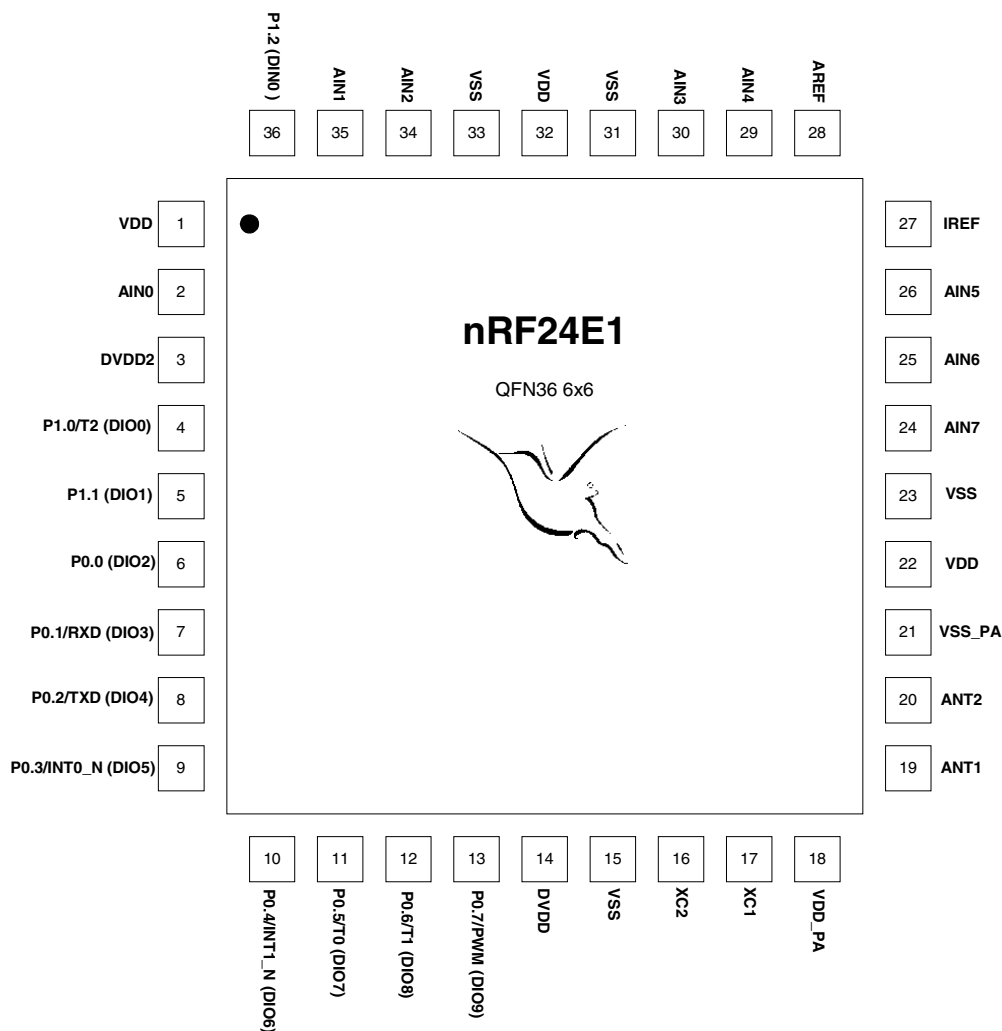 P1.2 (DIN0 )
AIN1
AIN2
VSS
VDD
VSS
AIN3
AIN4
AREF
36
35
34
33
32
31
30
29
28
VDD 1
AIN0 2
DVDD2 3
P1.0/T2 (DIO0) 4
P1.1 (DIO1) 5
P0.0 (DIO2) 6
P0.1/RXD (DIO3) 7
P0.2/TXD (DIO4) 8
P0.3/INT0_N (DIO5) 9
nRF24E1
QFN36 6x6
27 IREF
26 AIN5
25 AIN6
24 AIN7
23 VSS
22 VDD
21 VSS_PA
20 ANT2
19 ANT1
10
11
12
13
14
15
16
17
18
P0.4/INT1_N (DIO6)
P0.5/T0 (DIO7)
P0.6/T1 (DIO8)
P0.7/PWM (DIO9)
DVDD
VSS
XC2
XC1
VDD_PA